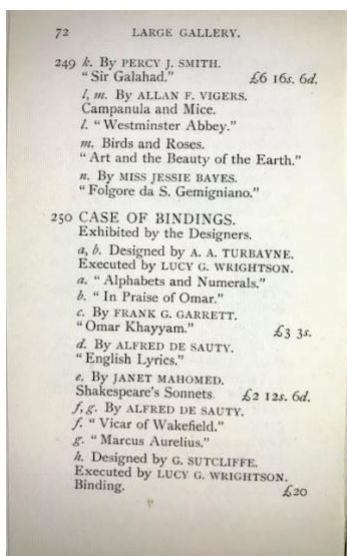 72 LARGE GALLERY.
249 k. By PERCY J. SMITH.
"Sir Galahad." £6 16s. 6d.
l, m. By ALLAN F. VIGERS.
Campanula and Mice.
l. "Westminster Abbey."
m. Birds and Roses.
"Art and the Beauty of the Earth."
n. By MISS JESSIE BAYES.
"Folgore da S. Gemigniano."
250 CASE OF BINDINGS.
Exhibited by the Designers.
a, b. Designed by A. A. TURBAYNE.
Executed by LUCY G. WRIGHTSON.
a. "Alphabets and Numerals."
b. "In Praise of Omar."
c. By FRANK G. GARRETT.
"Omar Khayyam." £3 3s.
d. By ALFRED DE SAUTY.
"English Lyrics."
e. By JANET MAHOMED.
Shakespeare's Sonnets £2 12s. 6d.
f, g. By ALFRED DE SAUTY.
f. "Vicar of Wakefield."
g. "Marcus Aurelius."
h. Designed by G. SUTCLIFFE.
Executed by LUCY G. WRIGHTSON.
Binding. £20